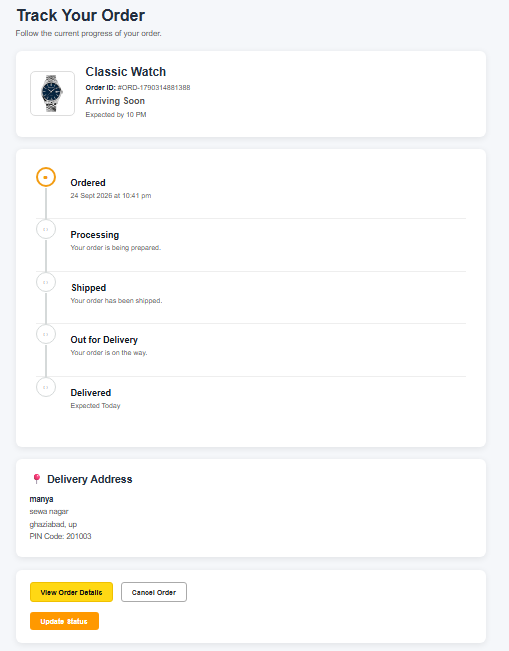 Track Your Order
Follow the current progress of your order.
Classic Watch
Order ID: #ORD-1790314881388
Arriving Soon
Expected by 10 PM
Ordered
24 Sept 2026 at 10:41 pm
Processing
Your order is being prepared.
Shipped
Your order has been shipped.
Out for Delivery
Your order is on the way.
Delivered
Expected Today
Delivery Address
manya
sewa nagar
ghaziabad, up
PIN Code: 201003
View Order Details
Cancel Order
Update Status